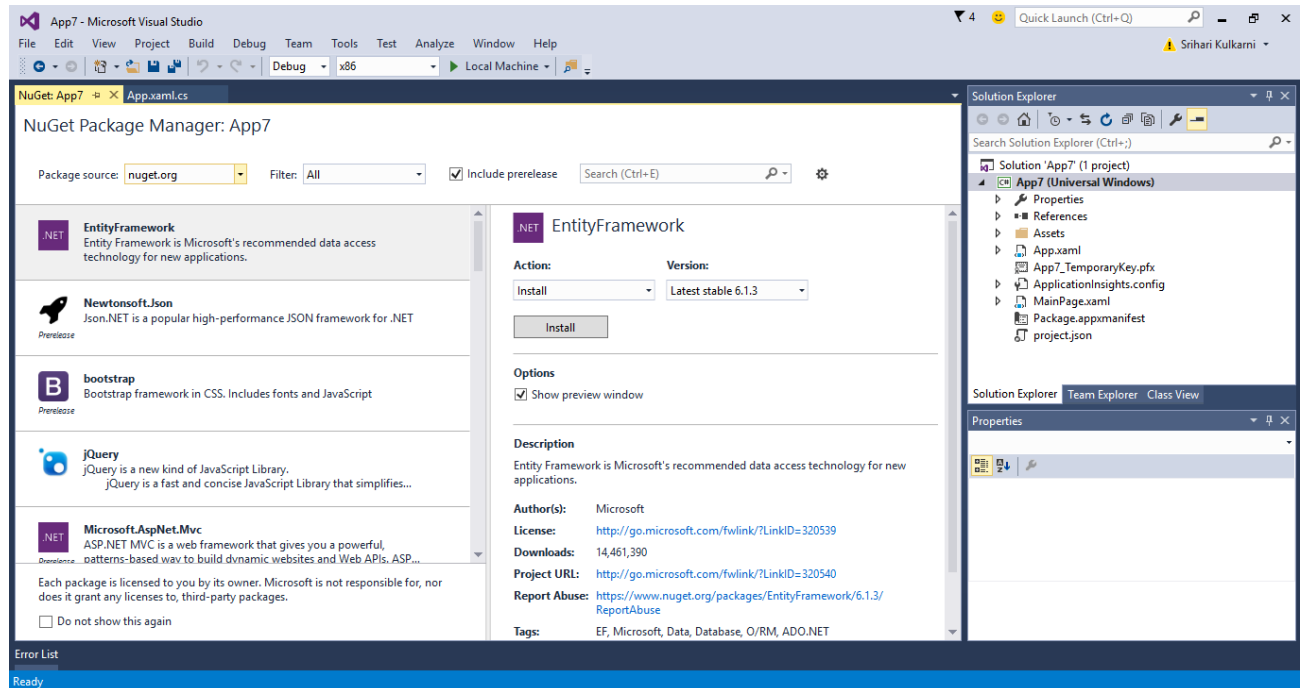 App7 - Microsoft Visual Studio
4
Quick Launch (Ctrl+Q)
File Edit View Project Build Debug Team Tools Test Analyze Window Help
Srihari Kulkarni
Debug x86 Local Machine
NuGet: App7 App.xaml.cs
NuGet Package Manager: App7
Package source: nuget.org Filter: All Include prerelease Search (Ctrl+E)
.NET
EntityFramework
Entity Framework is Microsoft's recommended data access
technology for new applications.
Newtonsoft.Json
Json.NET is a popular high-performance JSON framework for .NET
Prerelease
B
bootstrap
Bootstrap framework in CSS. Includes fonts and JavaScript
Prerelease
jQuery
jQuery is a new kind of JavaScript Library.
jQuery is a fast and concise JavaScript Library that simplifies...
.NET
Microsoft.AspNet.Mvc
ASP.NET MVC is a web framework that gives you a powerful,
Prerelease
patterns-based way to build dynamic websites and Web APIs. ASP...
Each package is licensed to you by its owner. Microsoft is not responsible for, nor
does it grant any licenses to, third-party packages.
Do not show this again
.NET
EntityFramework
Action: Version:
Install Latest stable 6.1.3
Install
Options
Show preview window
Description
Entity Framework is Microsoft's recommended data access technology for new
applications.
Author(s): Microsoft
License: http://go.microsoft.com/fwlink/?LinkID=320539
Downloads: 14,461,390
Project URL: http://go.microsoft.com/fwlink/?LinkID=320540
Report Abuse: https://www.nuget.org/packages/EntityFramework/6.1.3/
ReportAbuse
Tags: EF, Microsoft, Data, Database, O/RM, ADO.NET
Solution Explorer
Search Solution Explorer (Ctrl+;)
Solution 'App7' (1 project)
C# App7 (Universal Windows)
Properties
References
Assets
App.xaml
App7_TemporaryKey.pfx
ApplicationInsights.config
MainPage.xaml
Package.appxmanifest
project.json
Solution Explorer Team Explorer Class View
Properties
Error List
Ready